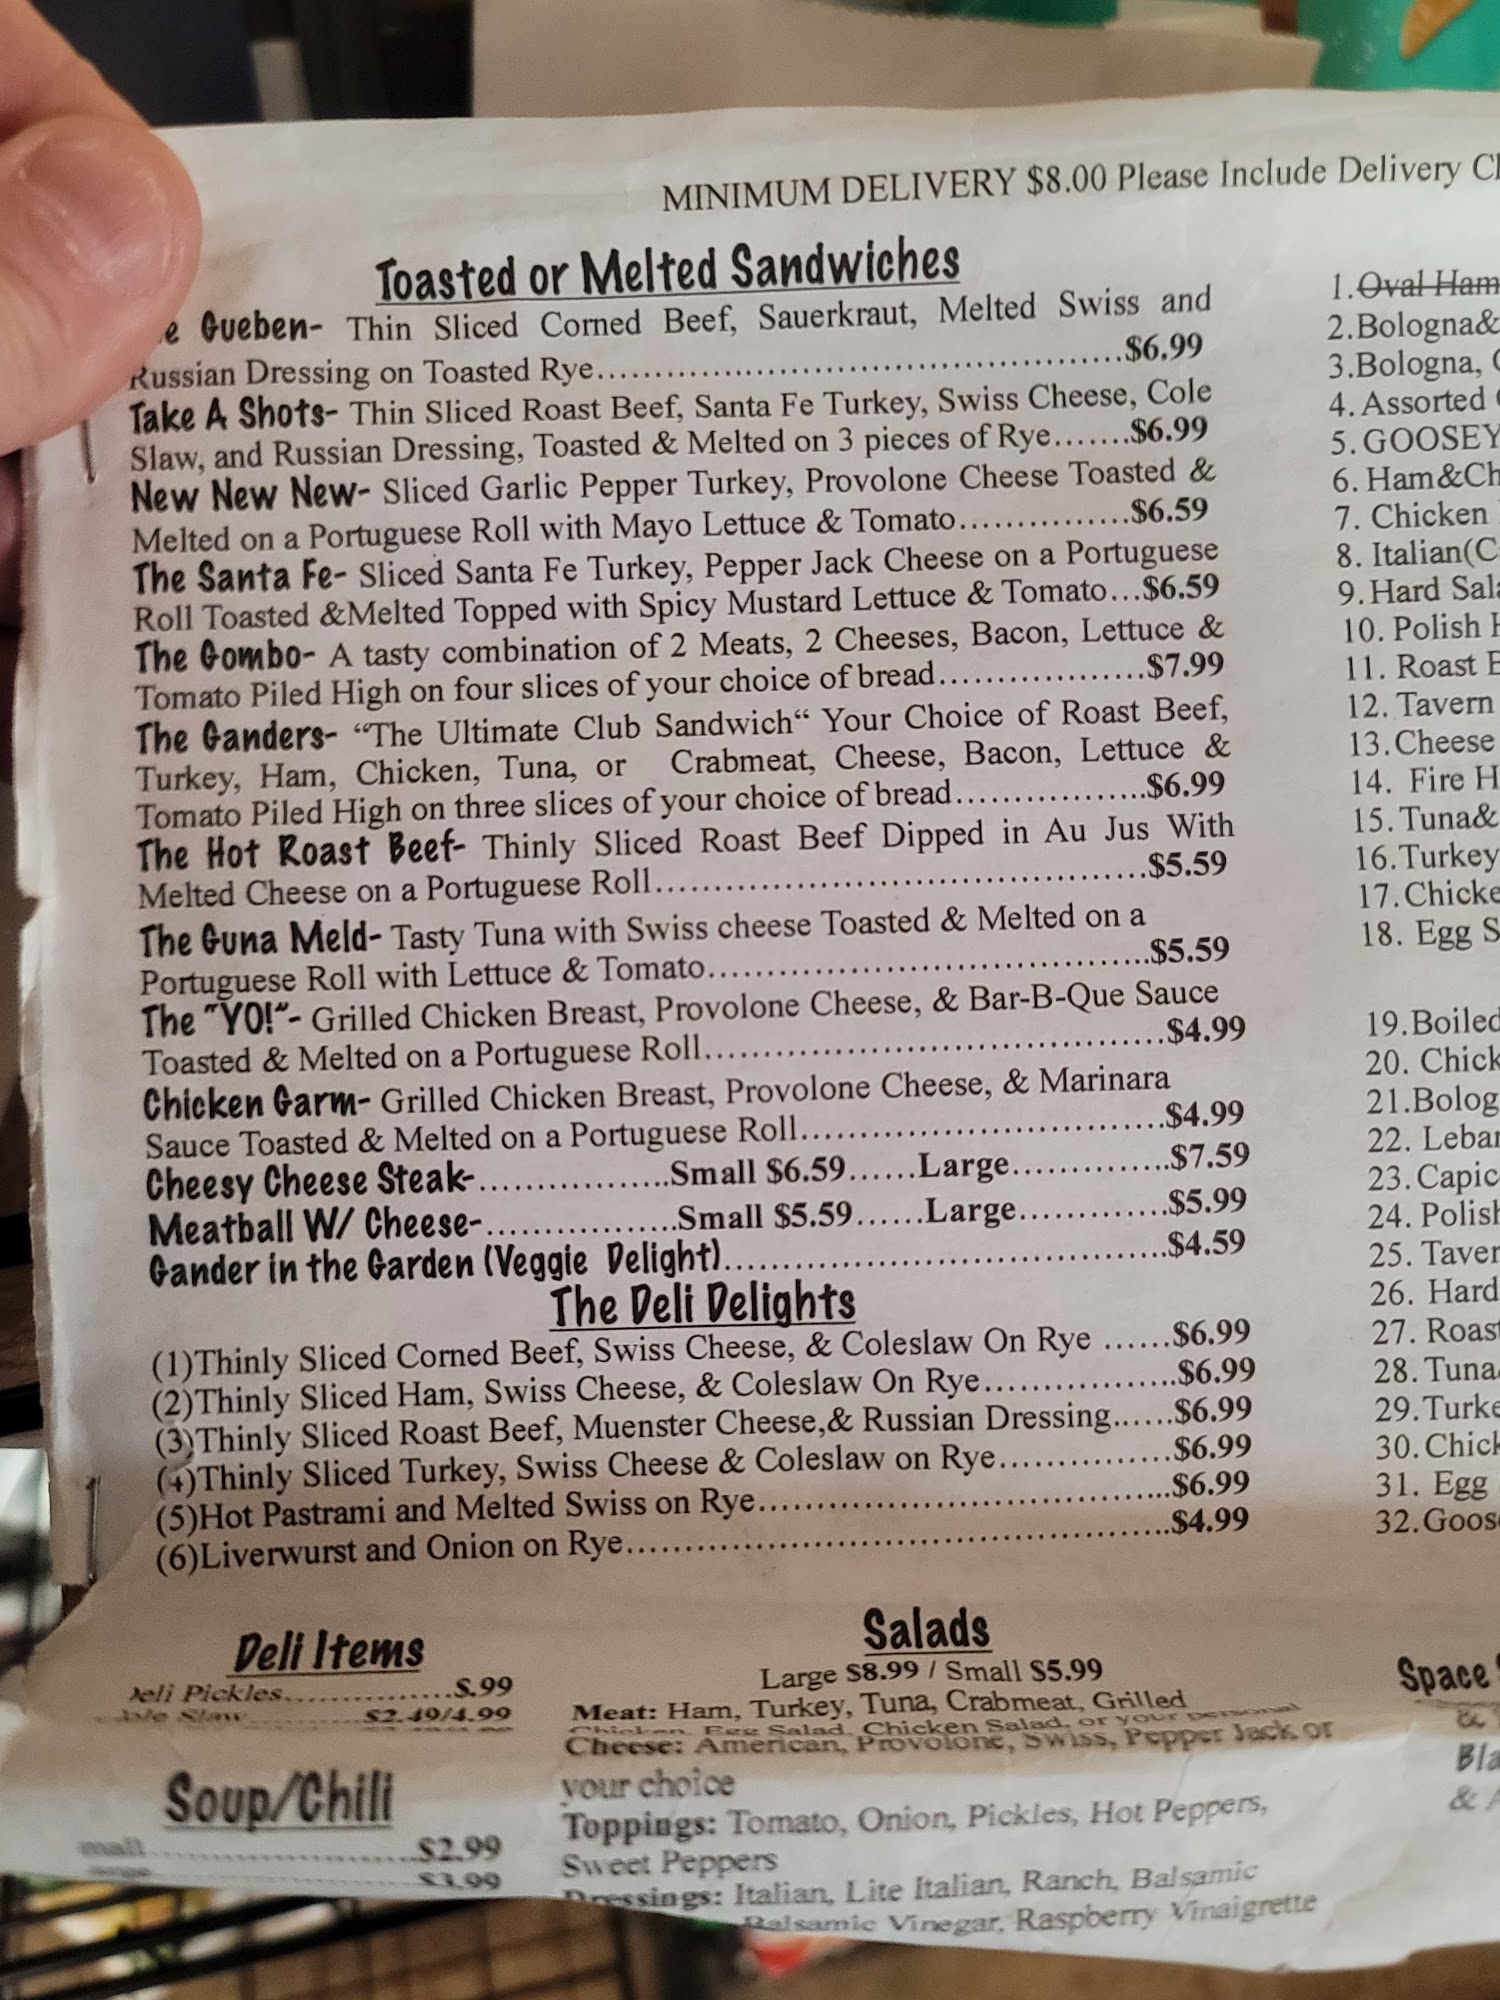 MINIMUM DELIVERY $8.00 Please Include Delivery
Toasted or Melted Sandwiches
Gueben- Thin Sliced Corned Beef, Sauerkraut, Melted Swiss and
Russian Dressing on Toasted Rye....................................................$6.99
Take A Shots- Thin Sliced Roast Beef, Santa Fe Turkey, Swiss Cheese, Cole
Slaw, and Russian Dressing, Toasted & Melted on 3 pieces of Rye.......$6.99
New New New- Sliced Garlic Pepper Turkey, Provolone Cheese Toasted &
Melted on a Portuguese Roll with Mayo Lettuce & Tomato...............$6.59
The Santa Fe- Sliced Santa Fe Turkey, Pepper Jack Cheese on a Portuguese
Roll Toasted &Melted Topped with Spicy Mustard Lettuce & Tomato...$6.59
The Gombo- A tasty combination of 2 Meats, 2 Cheeses, Bacon, Lettuce &
Tomato Piled High on four slices of your choice of bread..................$7.99
The Ganders- “The Ultimate Club Sandwich“ Your Choice of Roast Beef,
Turkey, Ham, Chicken, Tuna, or Crabmeat, Cheese, Bacon, Lettuce &
Tomato Piled High on three slices of your choice of bread.................$6.99
The Hot Roast Beef- Thinly Sliced Roast Beef Dipped in Au Jus With
Melted Cheese on a Portuguese Roll.............................................$5.59
The Guna Meld- Tasty Tuna with Swiss cheese Toasted & Melted on a
Portuguese Roll with Lettuce & Tomato........................................$5.59
The "YO!"- Grilled Chicken Breast, Provolone Cheese, & Bar-B-Que Sauce
Toasted & Melted on a Portuguese Roll.........................................$4.99
Chicken Garm- Grilled Chicken Breast, Provolone Cheese, & Marinara
Sauce Toasted & Melted on a Portuguese Roll.................................$4.99
Cheesy Cheese Steak-.................Small $6.59......Large..............$7.59
Meatball W/ Cheese-.................Small $5.59......Large.............$5.99
Gander in the Garden (Veggie Delight).......................................$4.59
The Deli Delights
(1)Thinly Sliced Corned Beef, Swiss Cheese, & Coleslaw On Rye ......$6.99
(2)Thinly Sliced Ham, Swiss Cheese, & Coleslaw On Rye.................$6.99
(3)Thinly Sliced Roast Beef, Muenster Cheese,& Russian Dressing......$6.99
(4)Thinly Sliced Turkey, Swiss Cheese & Coleslaw on Rye...............$6.99
(5)Hot Pastrami and Melted Swiss on Rye....................................$6.99
(6)Liverwurst and Onion on Rye...............................................$4.99
1.Oval Ham
2.Bologna&
3.Bologna,
4.Assorted
5.GOOSEY
6. Ham&Ch
7. Chicken
8. Italian(C
9.Hard Sala
10. Polish
11. Roast
12. Tavern
13.Cheese
14. Fire H
15.Tuna&
16.Turkey
17.Chicke
18. Egg S
19.Boiled
20. Chick
21.Bolog
22. Leba
23.Capic
24. Polish
25. Taver
26. Hard
27. Roast
28. Tuna
29.Turke
30.Chick
31. Egg
32.Goos
Deli Items
Deli Pickles................$.99
Slaw..............$2.49/4.99
Soup/Chili
$2.99
$3.99
Salads
Large $8.99 / Small $5.99
Meat: Ham, Turkey, Tuna, Crabmeat, Grilled
Chicken, Egg Salad, Chicken Salad, or your personal
Cheese: American, Provolone, Swiss, Pepper Jack or
your choice
Toppings: Tomato, Onion, Pickles, Hot Peppers,
Sweet Peppers
Dressings: Italian, Lite Italian, Ranch, Balsamic
Balsamic Vinegar, Raspberry Vinaigrette
Space
&
Bla
&